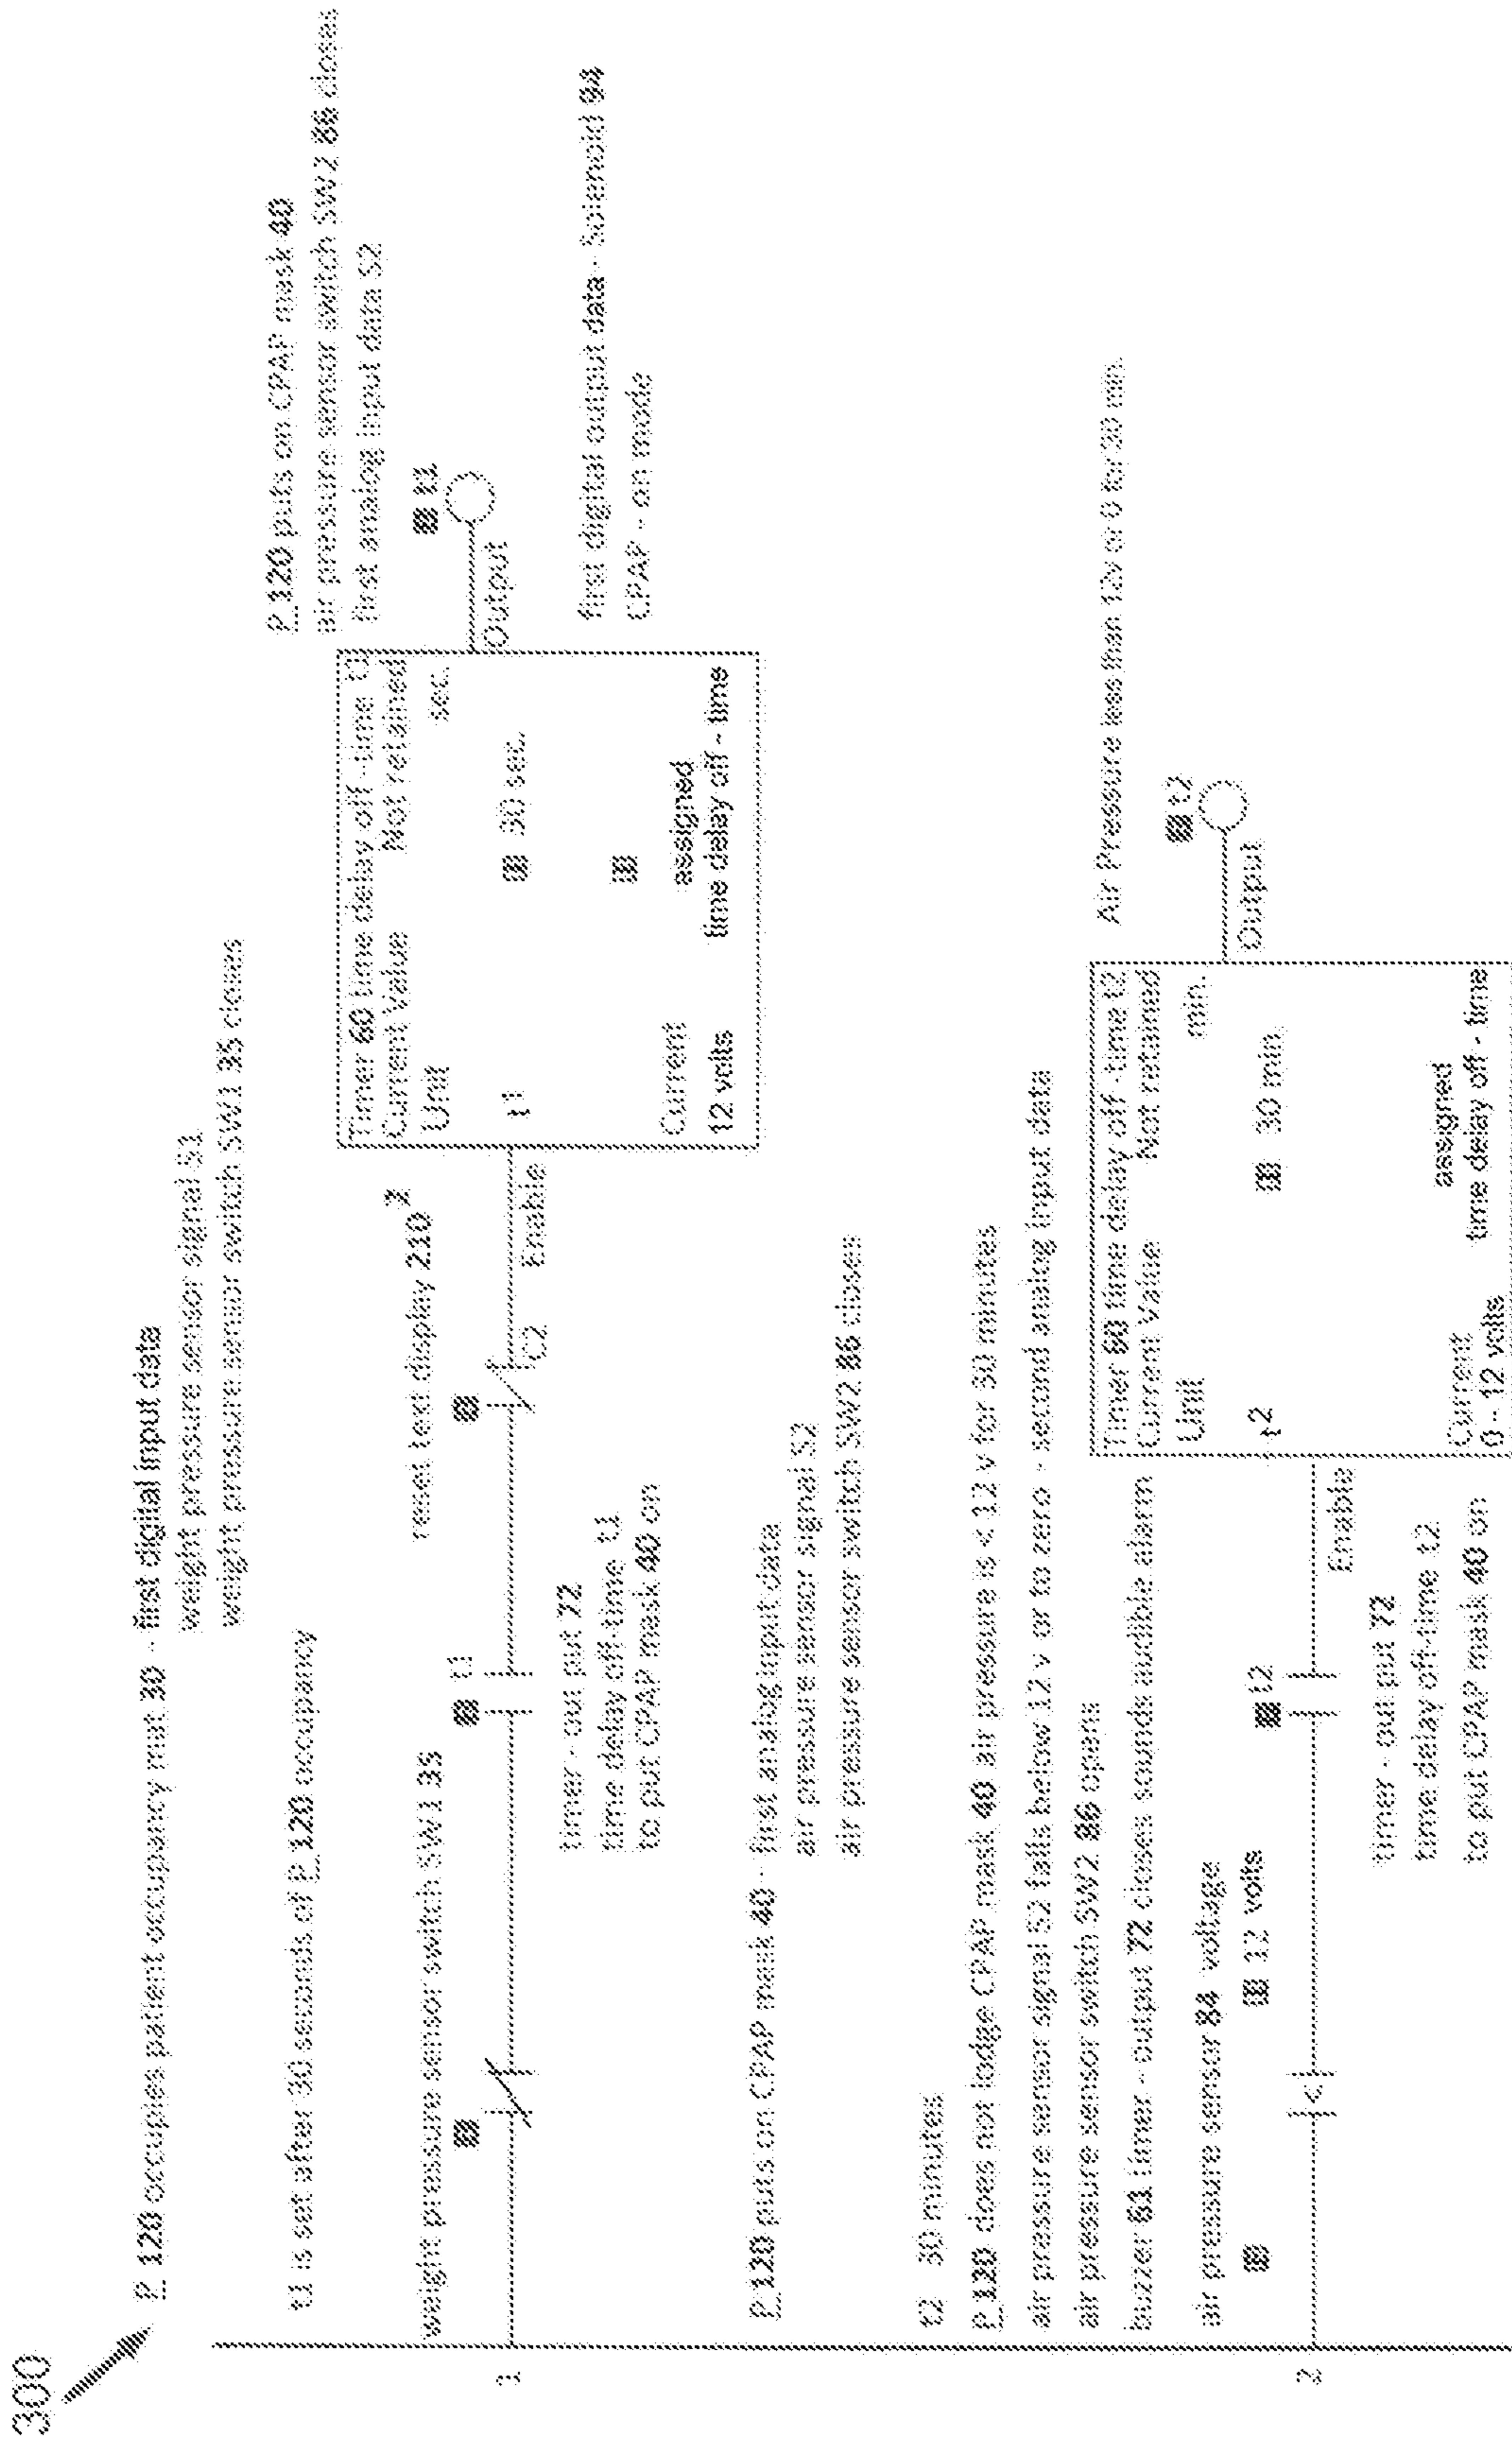 300
P 120 occupies patient occupancy mat 30 - first digital input data
weight pressure sensor signal S1
weight pressure sensor switch SW1 35 closes
t1 is set after 30 seconds of P 120 occupancy
P 120 puts on CPAP mask 40
air pressure sensor switch SW2 86 closes
first analog input data S2
weight pressure sensor switch SW1 35
t1
reset text display 210
2
Timer 60 time delay off -time t1
Current Value Not retained
Unit sec.
t1
1
C2
Enable
t1 30 sec.
Output
timer - out put 72
time delay off-time t1
to put CPAP mask 40 on
Current assigned
12 volts time delay off - time
first digital output data - Solenoid 94
CPAP - on mode
P 120 puts on CPAP mask 40 - first analog input data
air pressure sensor signal S2
air pressure sensor switch SW2 86 closes
t2 30 minutes
P 120 does not lodge CPAP mask 40 air pressure is < 12 v for 30 minutes
air pressure sensor signal S2 falls below 12 v or to zero - second analog input data
air pressure sensor switch SW2 86 opens
buzzer 61 timer - output 72 closes sounds audible alarm
Timer 60 time delay off -time t2
Current Value Not retained
Unit min.
Air Pressure less than 12v or 0 for 30 min.
air pressure sensor 84 voltage
12 volts
t2
t2
2
<
Enable
t2 30 min.
Output
timer - out put 72
time delay off-time t2
to put CPAP mask 40 on
Current assigned
0 - 12 volts time delay off - time